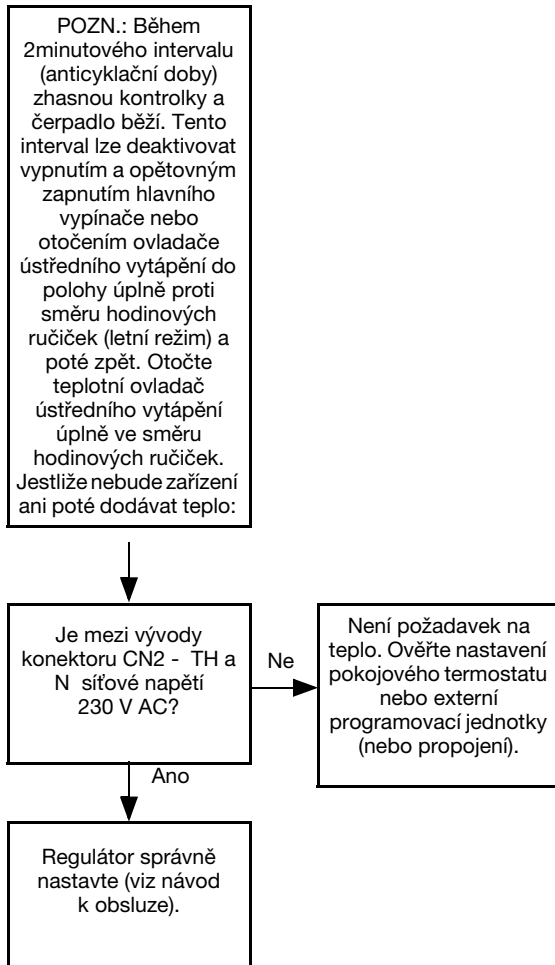 POZN.: Během
2minutového intervalu
(anticyklační doby)
zhasnou kontrolky a
čerpadlo běží. Tento
interval lze deaktivovat
vypnutím a opětovným
zapnutím hlavního
vypínače nebo
otočením ovladače
ústředního vytápění do
polohy úplně proti
směru hodinových
ručiček (letní režim) a
poté zpět. Otočte
teplotní ovladač
ústředního vytápění
úplně ve směru
hodinových ručiček.
Jestliže nebude zařízení
ani poté dodávat teplo:
Je mezi vývody
konektoru CN2 - TH a
N síťové napětí
230 V AC?
Ne
Není požadavek na
teplo. Ověřte nastavení
pokojového termostatu
nebo externí
programovací jednotky
(nebo propojení).
Ano
Regulátor správně
nastavte (viz návod
k obsluze).